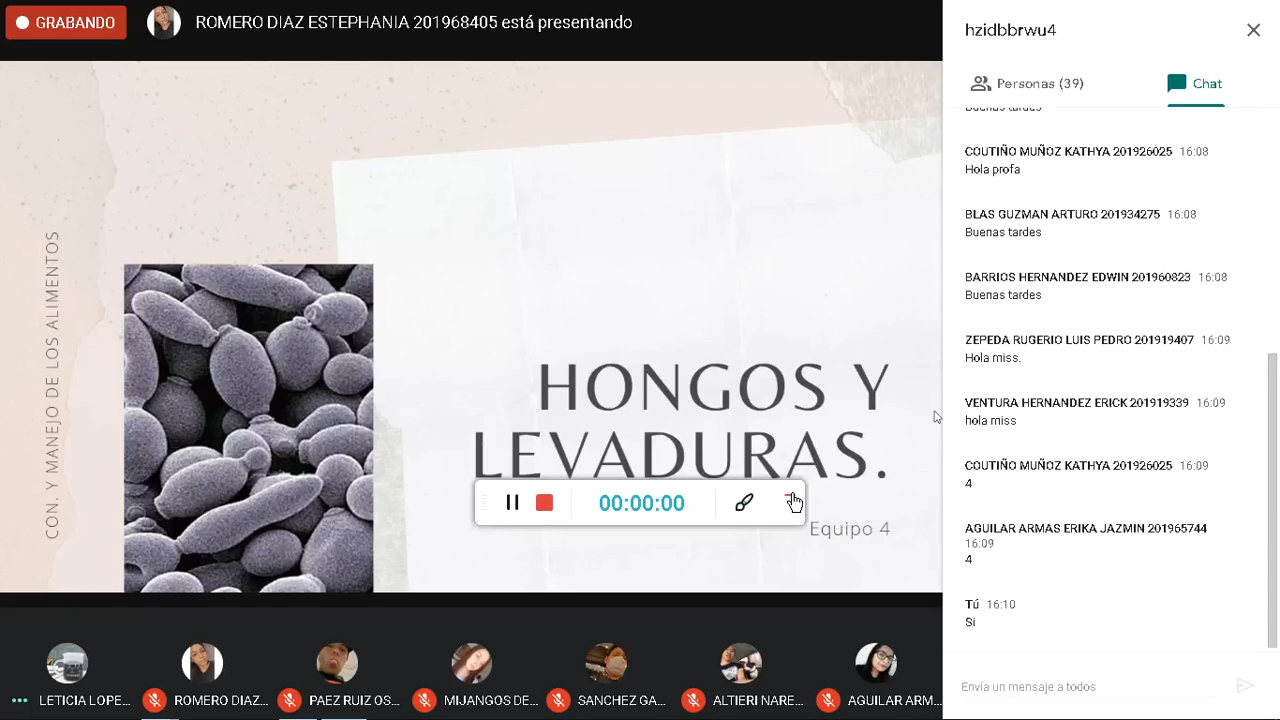 GRABANDO
ROMERO DIAZ ESTEPHANIA 201968405 está presentando
CON. Y MANEJO DE LOS ALIMENTOS
HONGOS Y
LEVADURAS.
00:00:00
Equipo 4
LETICIA LOPE...
ROMERO DIAZ...
PAEZ RUIZ OS...
MIJANGOS DE...
SANCHEZ GA...
ALTIERI NARE...
AGUILAR ARM...
hzidbbrwu4
Personas (39)
Chat
Buenas tardes
COUTIÑO MUÑOZ KATHYA 201926025 16:08
Hola profa
BLAS GUZMAN ARTURO 201934275 16:08
Buenas tardes
BARRIOS HERNANDEZ EDWIN 201960823 16:08
Buenas tardes
ZEPEDA RUGERIO LUIS PEDRO 201919407 16:09
Hola miss.
VENTURA HERNANDEZ ERICK 201919339 16:09
hola miss
COUTIÑO MUÑOZ KATHYA 201926025 16:09
4
AGUILAR ARMAS ERIKA JAZMIN 201965744
16:09
4
Tú 16:10
Si
Envía un mensaje a todos